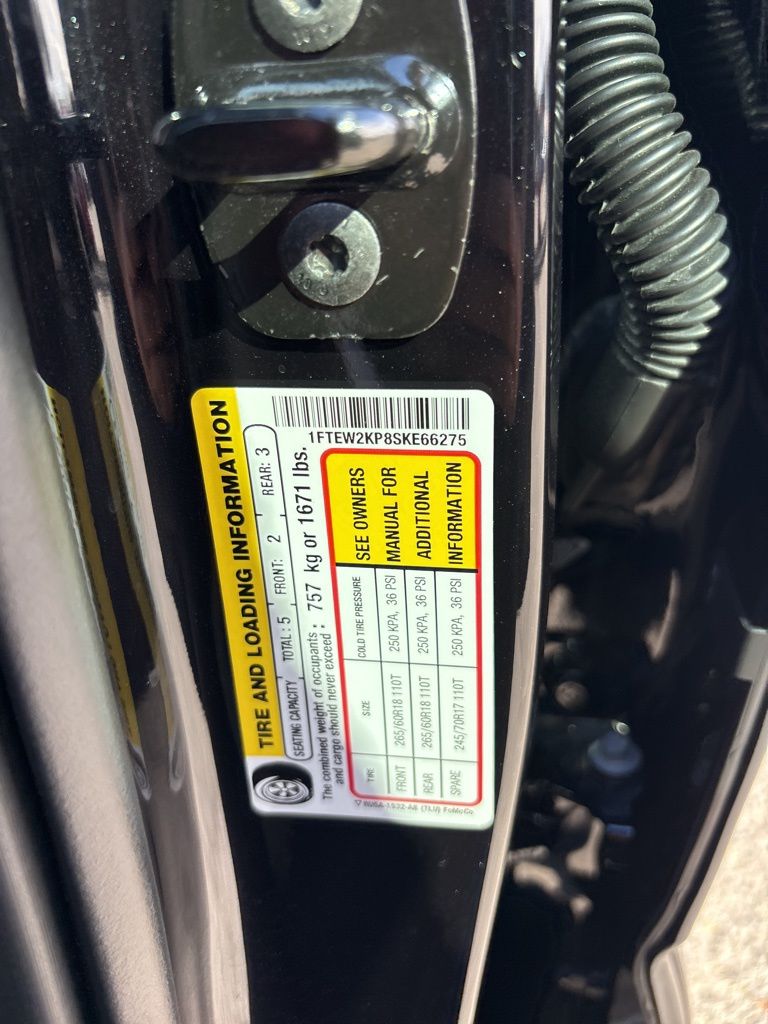 1FTEW2KP8SKE66275
TIRE AND LOADING INFORMATION
SEATING CAPACITY TOTAL: 5 FRONT: 2 REAR: 3
The combined weight of occupants
and cargo should never exceed : 757 kg or 1671 lbs.
TIRE SIZE COLD TIRE PRESSURE
FRONT 265/60R18 110T 250 KPA, 36 PSI
REAR 265/60R18 110T 250 KPA, 36 PSI
SPARE 245/70R17 110T 250 KPA, 36 PSI
SEE OWNERS
MANUAL FOR
ADDITIONAL
INFORMATION
FoMoCo